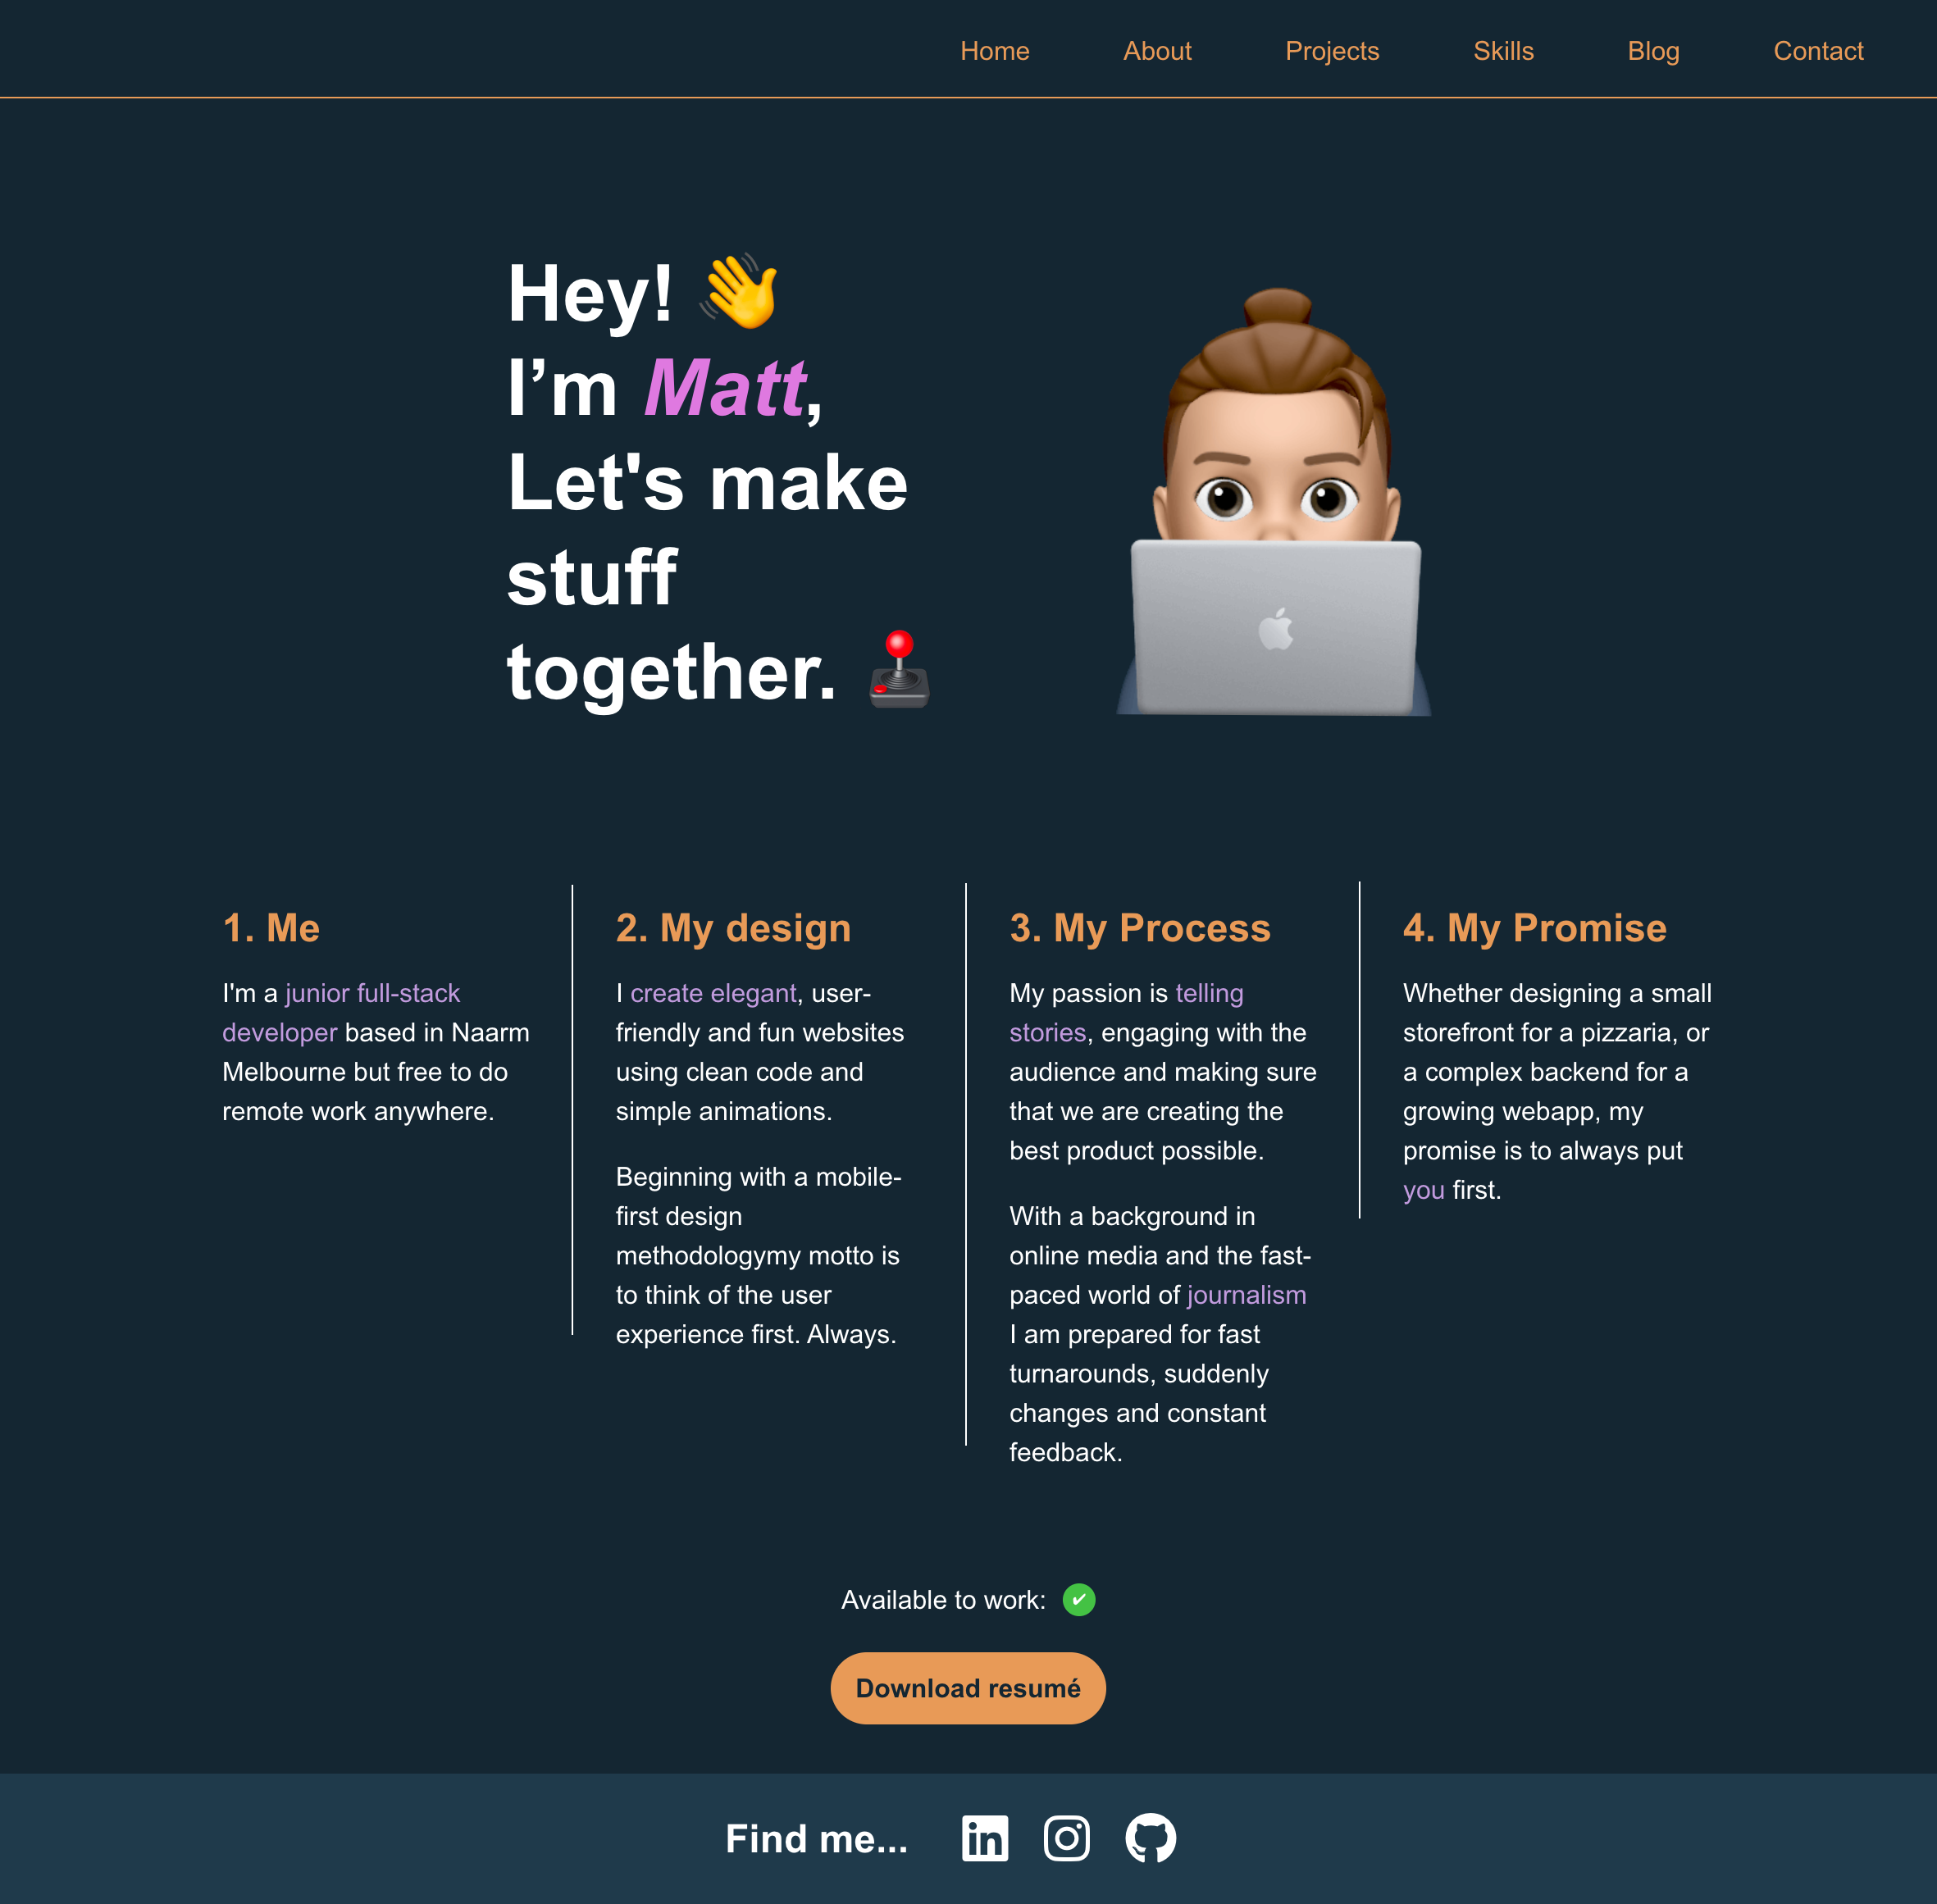 Home About Projects Skills Blog Contact
Hey! 👋
I’m Matt,
Let's make
stuff
together. 🕹️
1. Me
I'm a junior full-stack
developer based in Naarm
Melbourne but free to do
remote work anywhere.
2. My design
I create elegant, user-
friendly and fun websites
using clean code and
simple animations.
Beginning with a mobile-
first design
methodologymy motto is
to think of the user
experience first. Always.
3. My Process
My passion is telling
stories, engaging with the
audience and making sure
that we are creating the
best product possible.
With a background in
online media and the fast-
paced world of journalism
I am prepared for fast
turnarounds, suddenly
changes and constant
feedback.
4. My Promise
Whether designing a small
storefront for a pizzaria, or
a complex backend for a
growing webapp, my
promise is to always put
you first.
Available to work: ✔
Download resumé
Find me... in